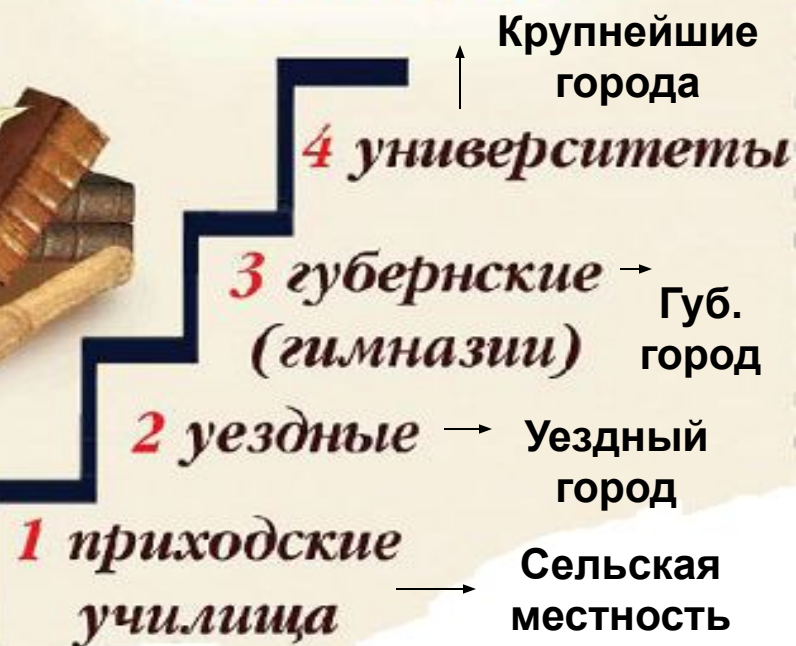 Крупнейшие
города
4 университеты
3 губернские
(гимназии)
Губ.
город
2 уездные
Уездный
город
1 приходские
училища
Сельская
местность